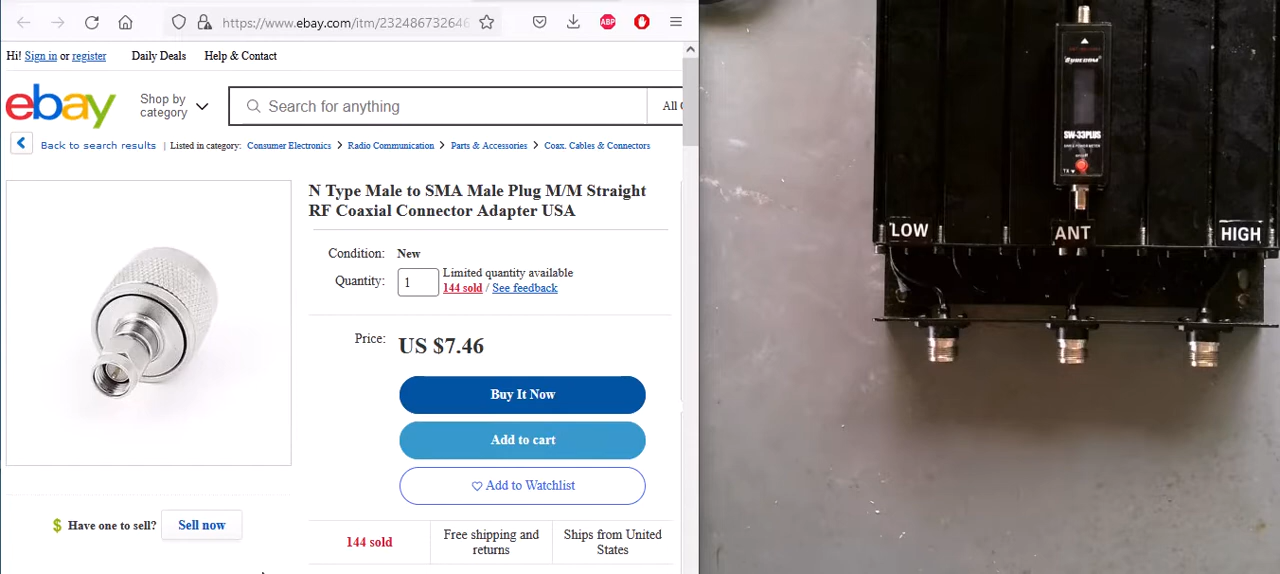 https://www.ebay.com/itm/232486732646
ABP
Hi! Sign in or register Daily Deals Help & Contact
ebay
Shop by
category
Search for anything
All C
Back to search results | Listed in category: Consumer Electronics > Radio Communication > Parts & Accessories > Coax. Cables & Connectors
N Type Male to SMA Male Plug M/M Straight
RF Coaxial Connector Adapter USA
Condition: New
Quantity: 1
Limited quantity available
144 sold / See feedback
Price: US $7.46
Buy It Now
Add to cart
Add to Watchlist
$ Have one to sell? Sell now
144 sold
Free shipping and
returns
Ships from United
States
SW-33PLUS
TX
LOW
ANT
HIGH